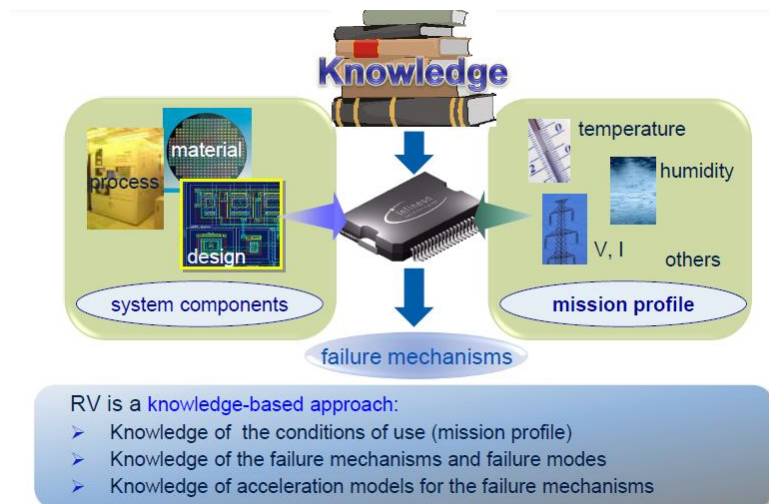 Knowledge
process
material
design
system components
infineon
temperature
humidity
V, I
others
mission profile
failure mechanisms
RV is a knowledge-based approach:
➢ Knowledge of the conditions of use (mission profile)
➢ Knowledge of the failure mechanisms and failure modes
➢ Knowledge of acceleration models for the failure mechanisms